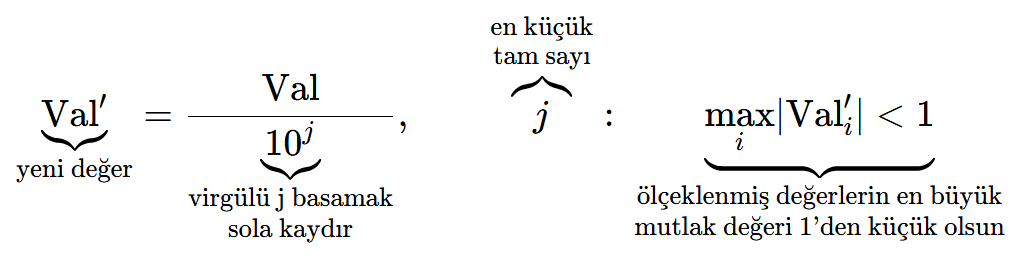 en küçük
tam sayı
Val′ = Val / 10^j, j : max_i |Val′_i| < 1
yeni değer
virgülü j basamak
sola kaydır
ölçeklenmiş değerlerin en büyük
mutlak değeri 1’den küçük olsun